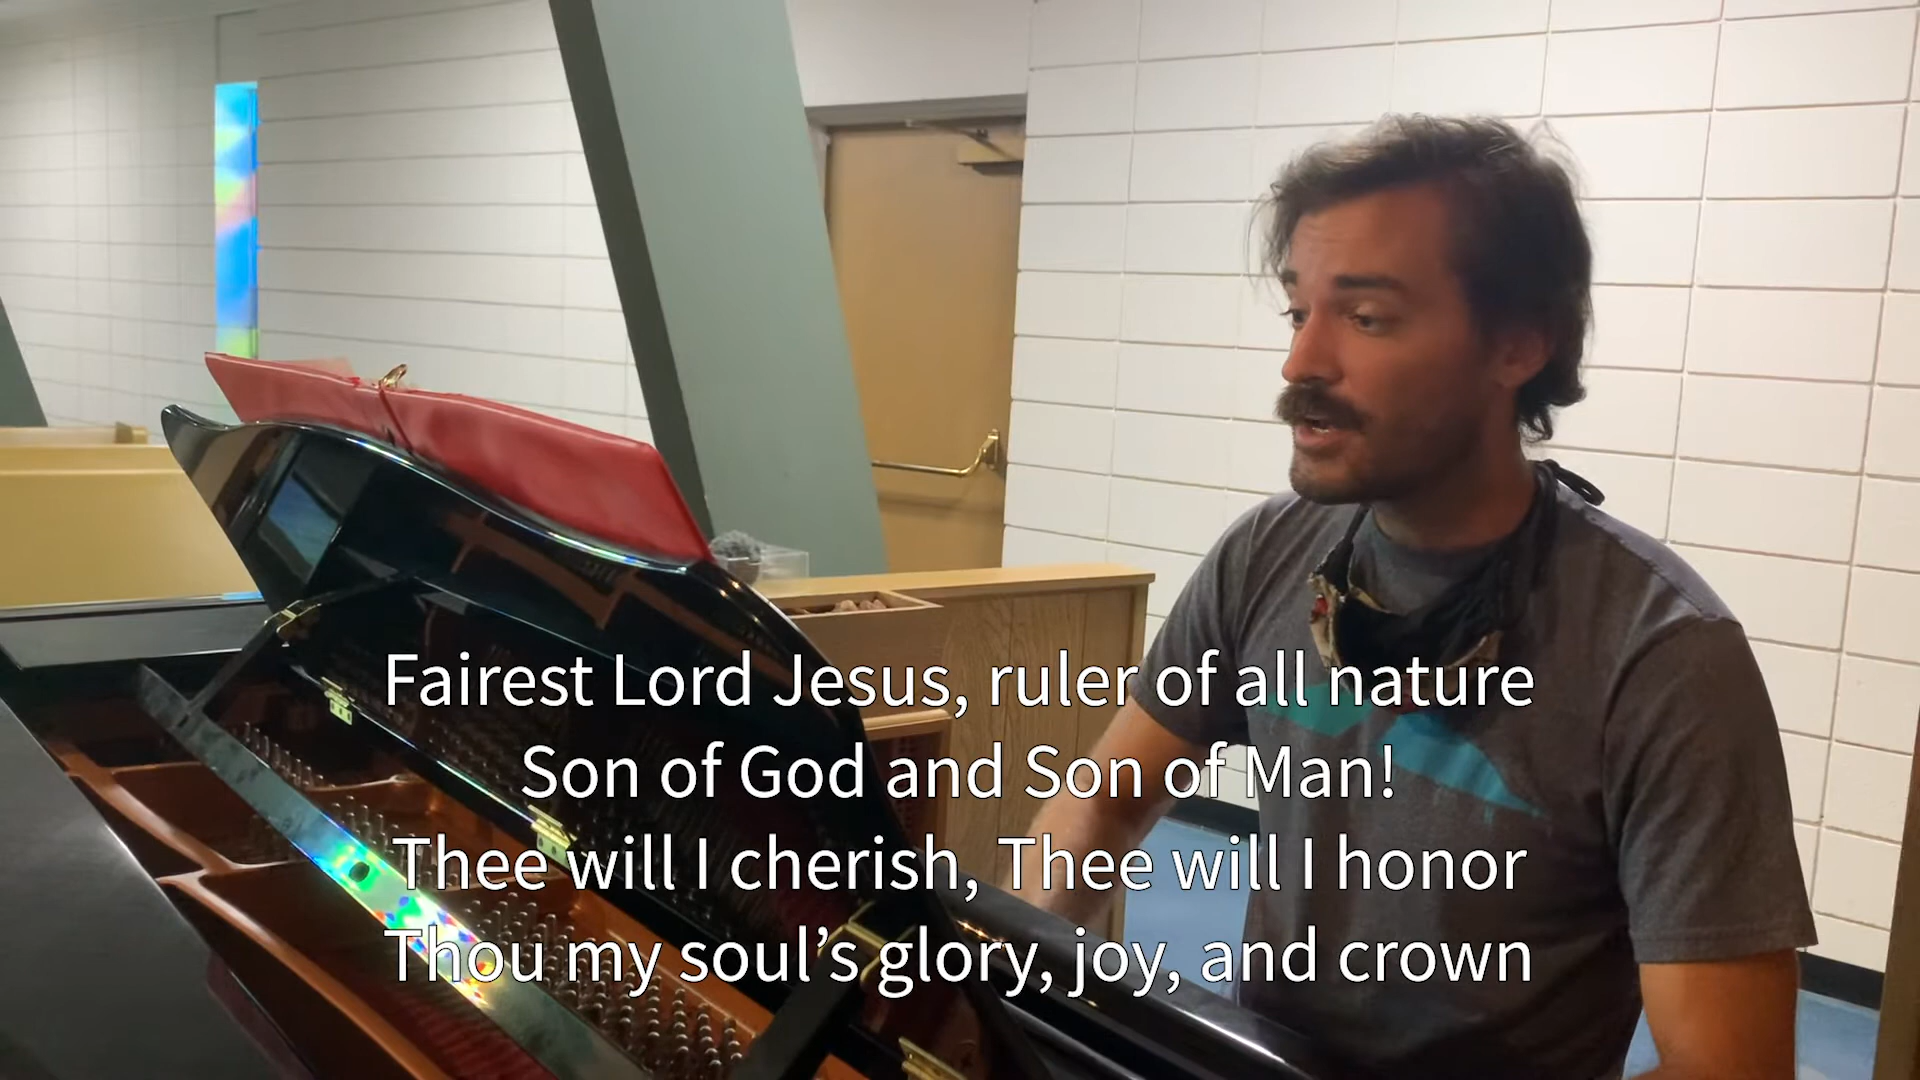 Fairest Lord Jesus, ruler of all nature
Son of God and Son of Man!
Thee will I cherish, Thee will I honor
Thou my soul’s glory, joy, and crown